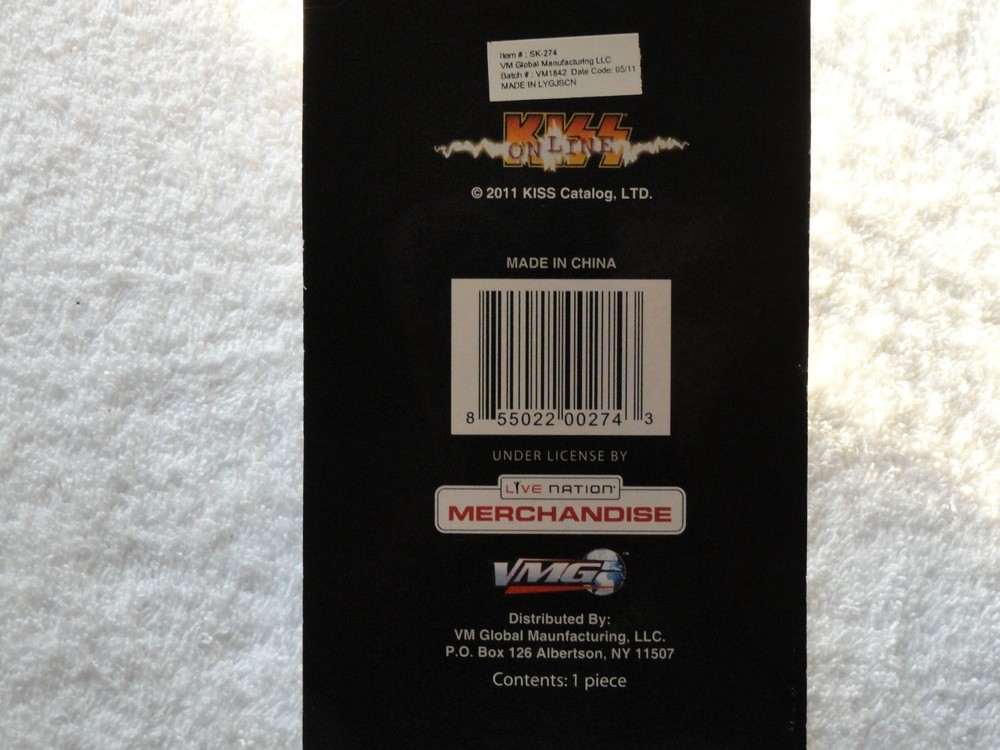 Item # : SK-274
VM Global Manufacturing LLC
Batch # : VM1842 Date Code: 05/11
MADE IN LYGJSCN
KISS
ONLINE
© 2011 KISS Catalog, LTD.
MADE IN CHINA
8 55022 00274 3
UNDER LICENSE BY
LIVE NATION
MERCHANDISE
VMG ™
Distributed By:
VM Global Maunfacturing, LLC.
P.O. Box 126 Albertson, NY 11507
Contents: 1 piece